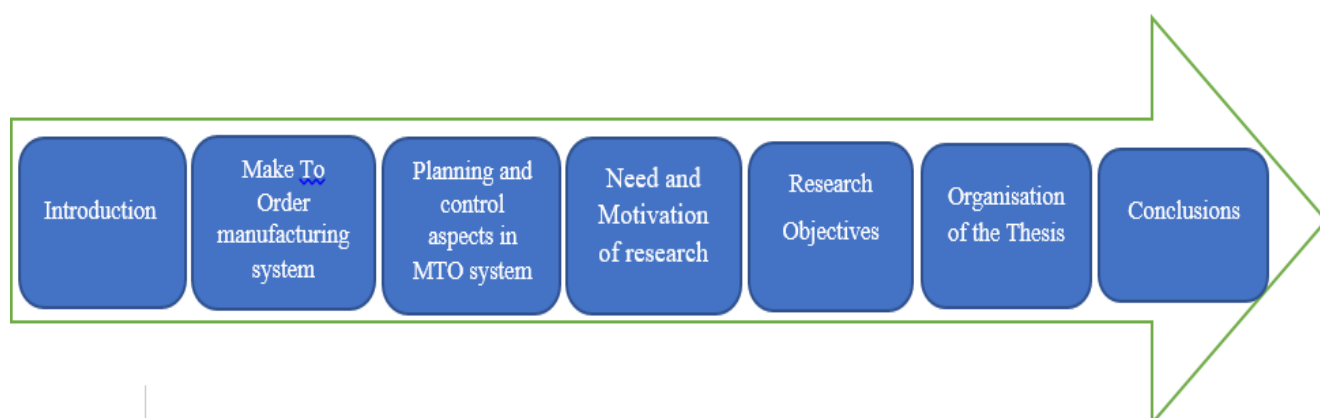 Introduction
Make To
Order
manufacturing
system
Planning and
control
aspects in
MTO system
Need and
Motivation
of research
Research
Objectives
Organisation
of the Thesis
Conclusions